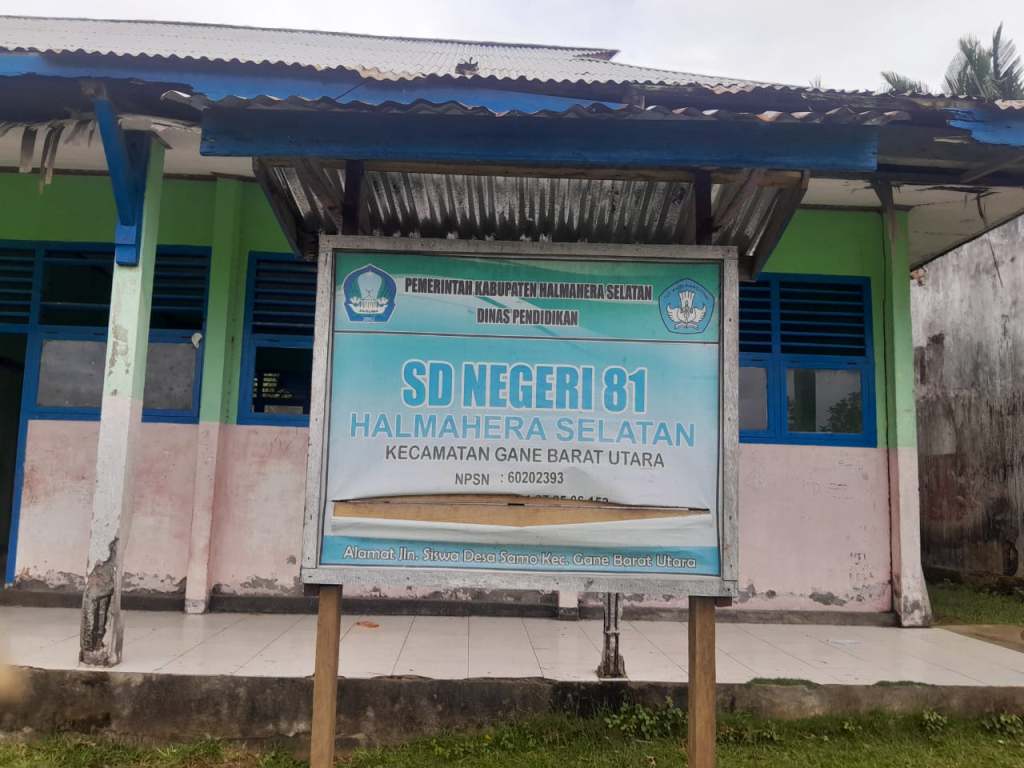 PEMERINTAH KABUPATEN HALMAHERA SELATAN
DINAS PENDIDIKAN
SD NEGERI 81
HALMAHERA SELATAN
KECAMATAN GANE BARAT UTARA
NPSN : 60202393
Alamat Jln. Siswa Desa Samo Kec. Gane Barat Utara